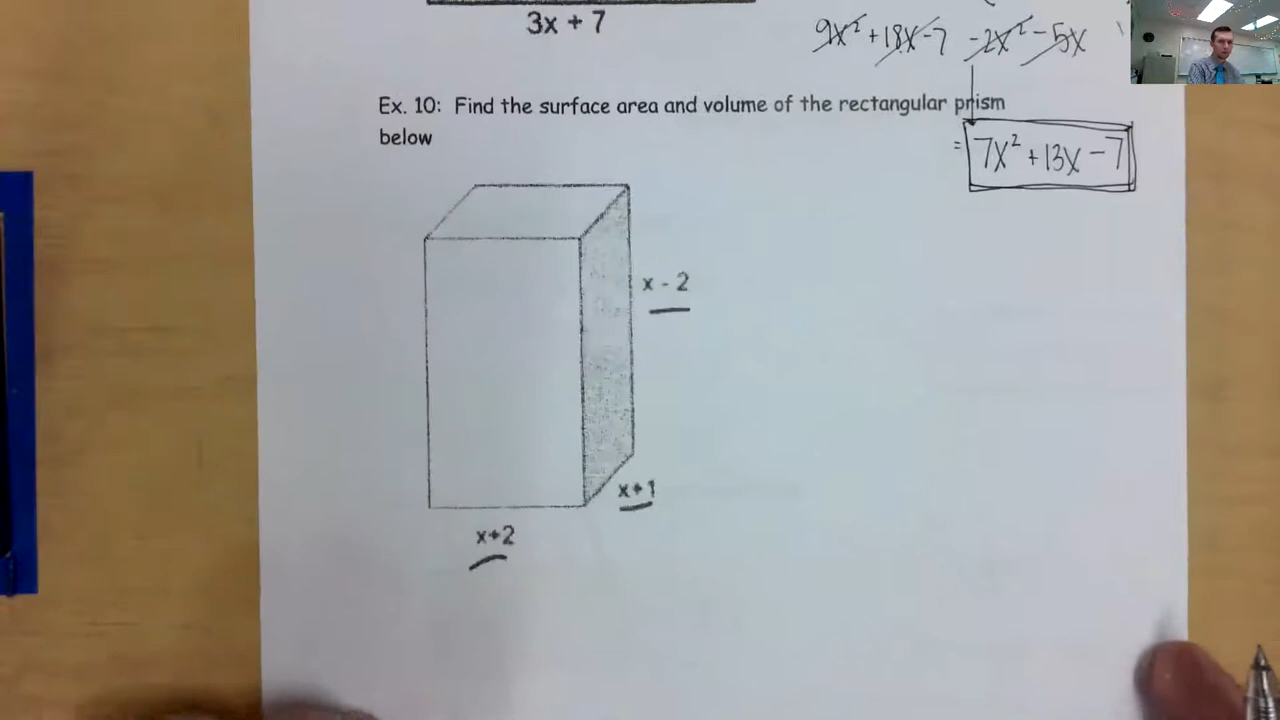 3x + 7
9x² + 18x - 7 - 2x² - 5x
Ex. 10: Find the surface area and volume of the rectangular prism
below
= 7x² + 13x - 7
x - 2
x+1
x+2